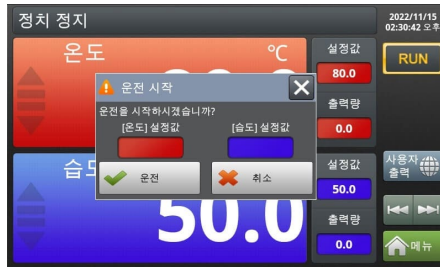 정치 정지
2022/11/15
02:30:42 오후
온도
℃
설정값
80.0
RUN
운전 시작
운전을 시작하시겠습니까?
[온도] 설정값
[습도] 설정값
운전
취소
출력량
0.0
습도
50.0
설정값
50.0
출력량
0.0
사용자
출력
메뉴